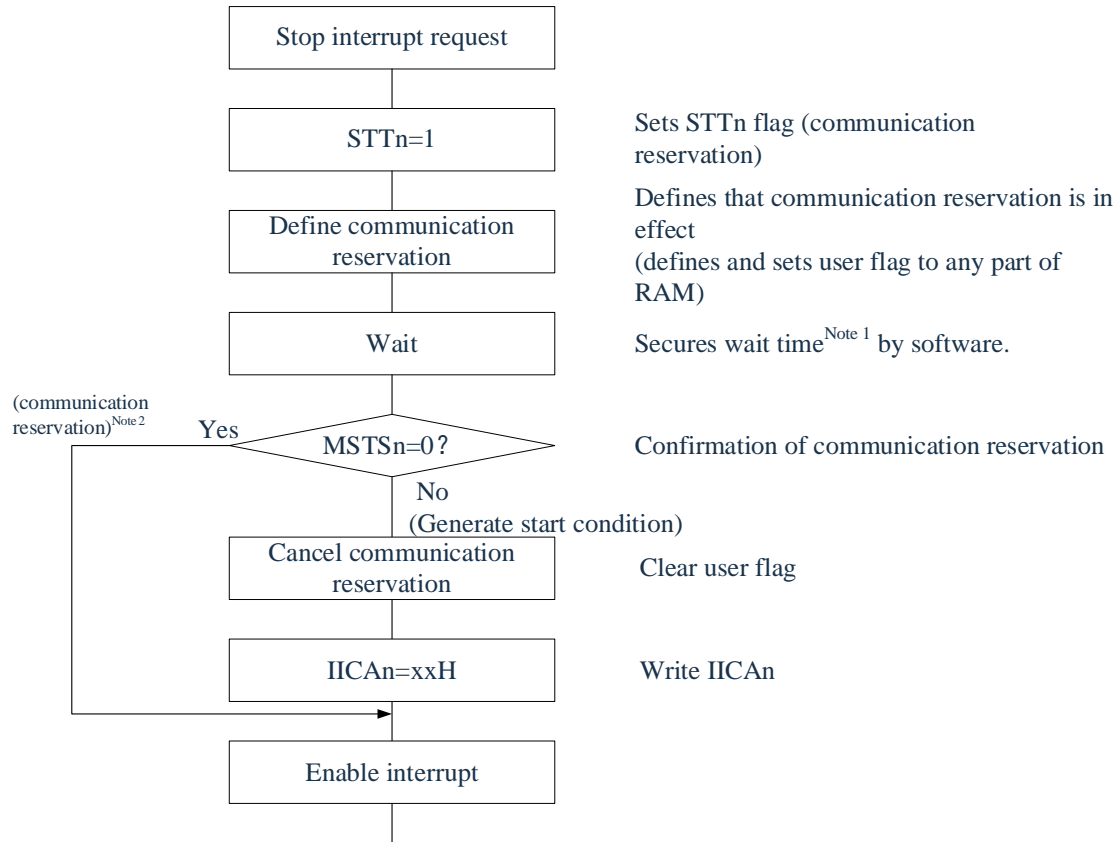 Stop interrupt request
STTn=1
Sets STTn flag (communication
reservation)
Define communication
reservation
Defines that communication reservation is in
effect
(defines and sets user flag to any part of
RAM)
Wait
Secures wait time Note 1 by software.
(communication
reservation) Note 2
Yes
MSTSn=0？
Confirmation of communication reservation
No
(Generate start condition)
Cancel communication
reservation
Clear user flag
IICAn=xxH
Write IICAn
Enable interrupt